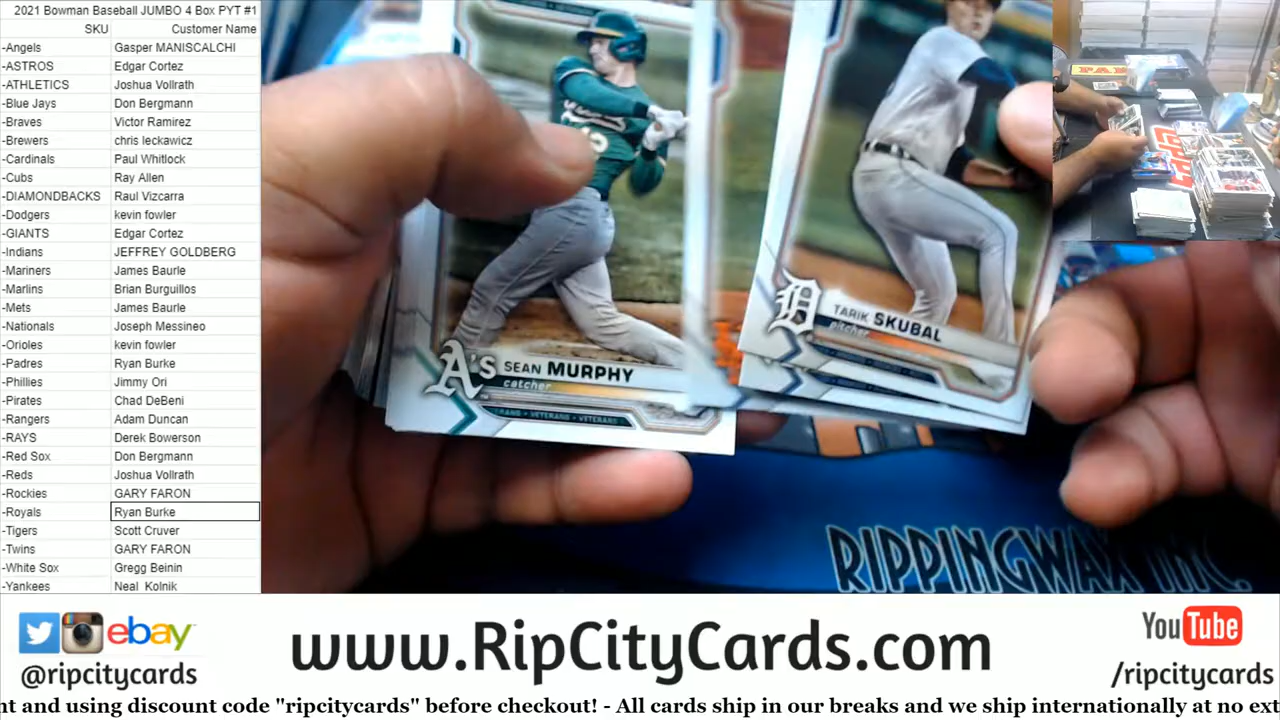 2021 Bowman Baseball JUMBO 4 Box PYT #1
SKU Customer Name
-Angels Gasper MANISCALCHI
-ASTROS Edgar Cortez
-ATHLETICS Joshua Vollrath
-Blue Jays Don Bergmann
-Braves Victor Ramirez
-Brewers chris leckawicz
-Cardinals Paul Whitlock
-Cubs Ray Allen
-DIAMONDBACKS Raul Vizcarra
-Dodgers kevin fowler
-GIANTS Edgar Cortez
-Indians JEFFREY GOLDBERG
-Mariners James Baurle
-Marlins Brian Burguillos
-Mets James Baurle
-Nationals Joseph Messineo
-Orioles kevin fowler
-Padres Ryan Burke
-Phillies Jimmy Ori
-Pirates Chad DeBeni
-Rangers Adam Duncan
-RAYS Derek Bowerson
-Red Sox Don Bergmann
-Reds Joshua Vollrath
-Rockies GARY FARON
-Royals Ryan Burke
-Tigers Scott Cruver
-Twins GARY FARON
-White Sox Gregg Beinin
-Yankees Neal Kolnik
A's SEAN MURPHY
catcher
VETERANS • VETERANS
D TARIK SKUBAL
pitcher
RIPPINGWAX INC.
ebay
@ripcitycards
www.RipCityCards.com
YouTube
/ripcitycards
nt and using discount code "ripcitycards" before checkout! - All cards ship in our breaks and we ship internationally at no ext